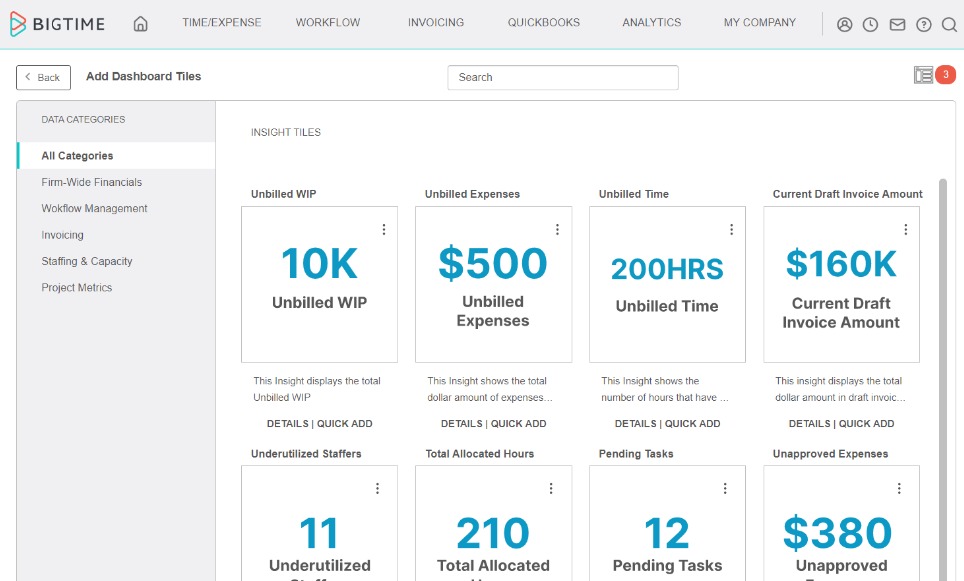 BIGTIME
TIME/EXPENSE WORKFLOW INVOICING QUICKBOOKS ANALYTICS MY COMPANY
Back
Add Dashboard Tiles
Search
3
DATA CATEGORIES
All Categories
Firm-Wide Financials
Wokflow Management
Invoicing
Staffing & Capacity
Project Metrics
INSIGHT TILES
Unbilled WIP
10K
Unbilled WIP
This Insight displays the total
Unbilled WIP
DETAILS | QUICK ADD
Unbilled Expenses
$500
Unbilled
Expenses
This Insight shows the total
dollar amount of expenses...
DETAILS | QUICK ADD
Unbilled Time
200HRS
Unbilled Time
This Insight shows the
number of hours that have ...
DETAILS | QUICK ADD
Current Draft Invoice Amount
$160K
Current Draft
Invoice Amount
This insight displays the total
dollar amount in draft invoic...
DETAILS | QUICK ADD
Underutilized Staffers
11
Underutilized
Total Allocated Hours
210
Total Allocated
Pending Tasks
12
Pending Tasks
Unapproved Expenses
$380
Unapproved